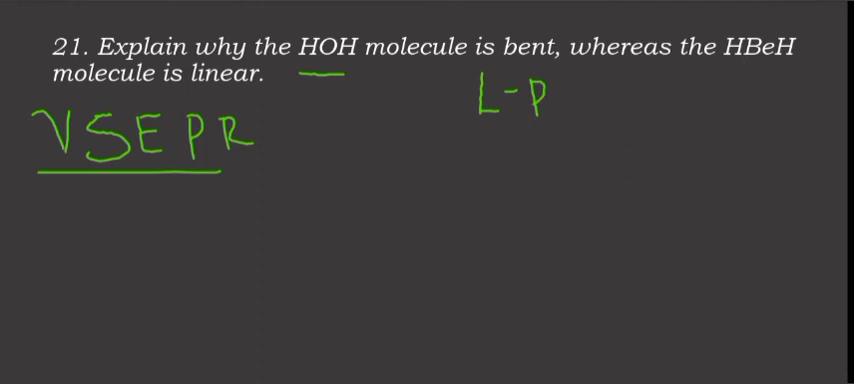 21. Explain why the HOH molecule is bent, whereas the HBeH
molecule is linear.
L-P
VSEPR